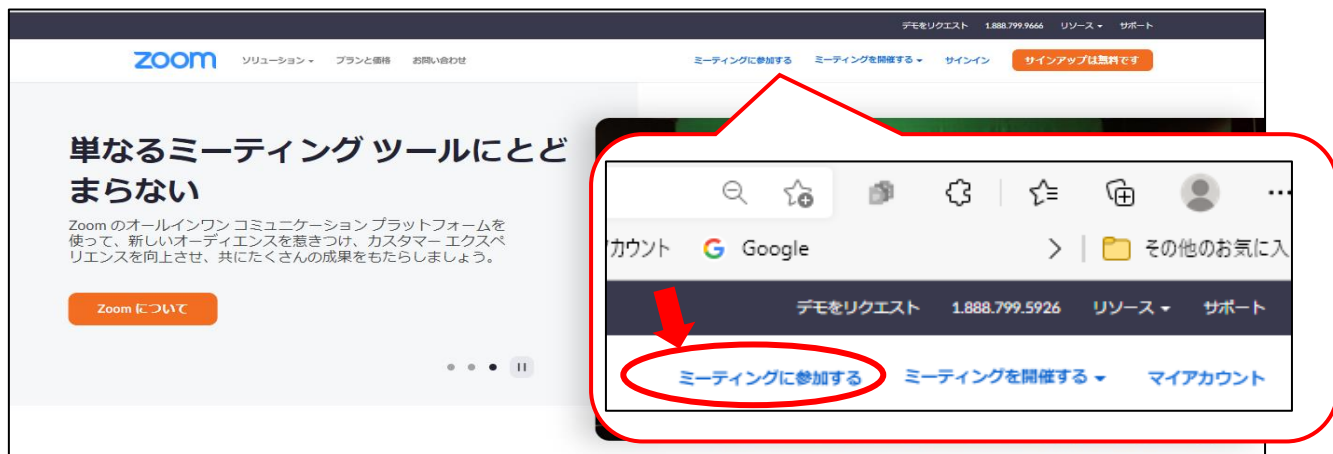 デモをリクエスト 1.888.799.9666 リソース サポート
zoom ソリューション プランと価格 お問い合わせ ミーティングに参加する ミーティングを開催する サインイン サインアップは無料です
単なるミーティング ツールにとど
まらない
Zoom のオールインワン コミュニケーション プラットフォームを
使って、新しいオーディエンスを惹きつけ、カスタマー エクスペ
リエンスを向上させ、共にたくさんの成果をもたらしましょう。
Zoom について
カウント Google その他のお気に入
デモをリクエスト 1.888.799.5926 リソース サポート
ミーティングに参加する ミーティングを開催する マイアカウント